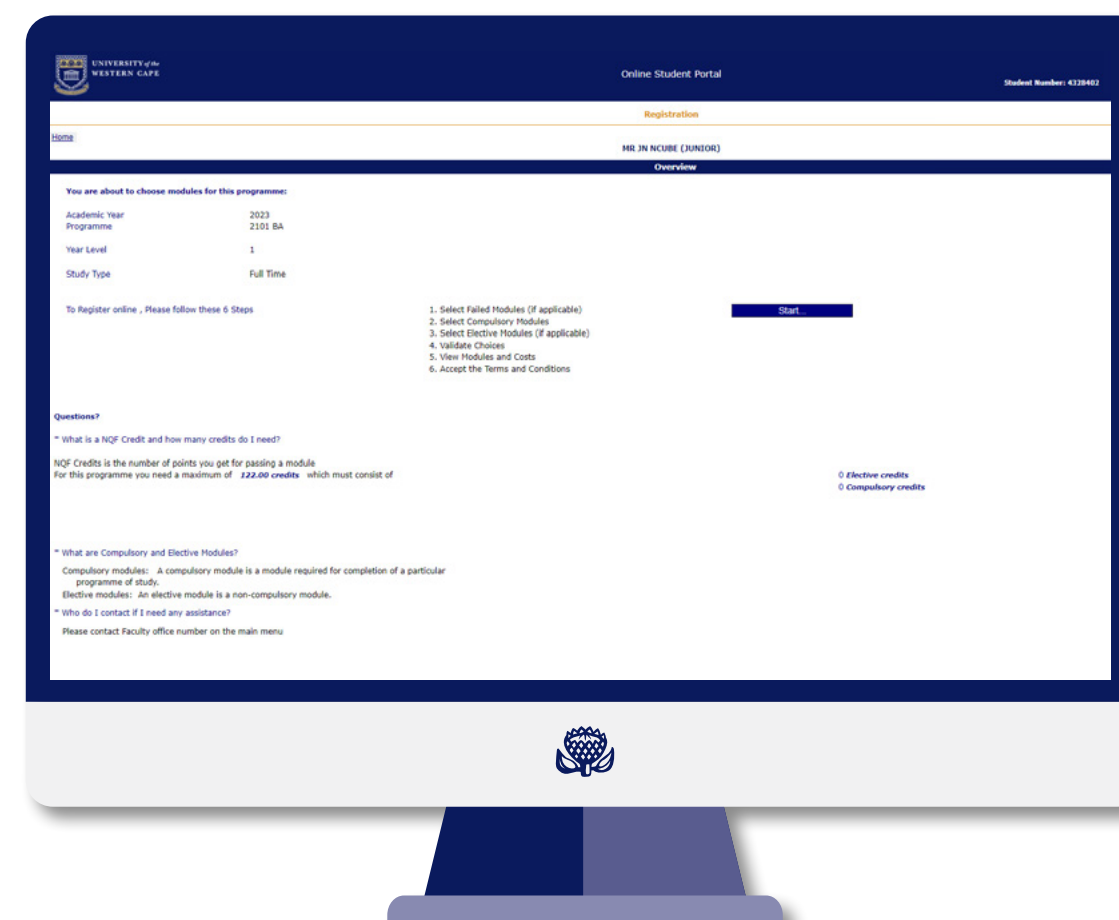 UNIVERSITY of the
WESTERN CAPE
Online Student Portal
Student Number: 4328402
Registration
Home
MR JN NCUBE (JUNIOR)
Overview
You are about to choose modules for this programme:
Academic Year 2023
Programme 2101 BA
Year Level 1
Study Type Full Time
To Register online , Please follow these 6 Steps
1. Select Failed Modules (if applicable)
2. Select Compulsory Modules
3. Select Elective Modules (if applicable)
4. Validate Choices
5. View Modules and Costs
6. Accept the Terms and Conditions
Start...
Questions?
" What is a NQF Credit and how many credits do I need?
NQF Credits is the number of points you get for passing a module
For this programme you need a maximum of 122.00 credits which must consist of
0 Elective credits
0 Compulsory credits
" What are Compulsory and Elective Modules?
Compulsory modules: A compulsory module is a module required for completion of a particular
programme of study.
Elective modules: An elective module is a non-compulsory module.
" Who do I contact if I need any assistance?
Please contact Faculty office number on the main menu